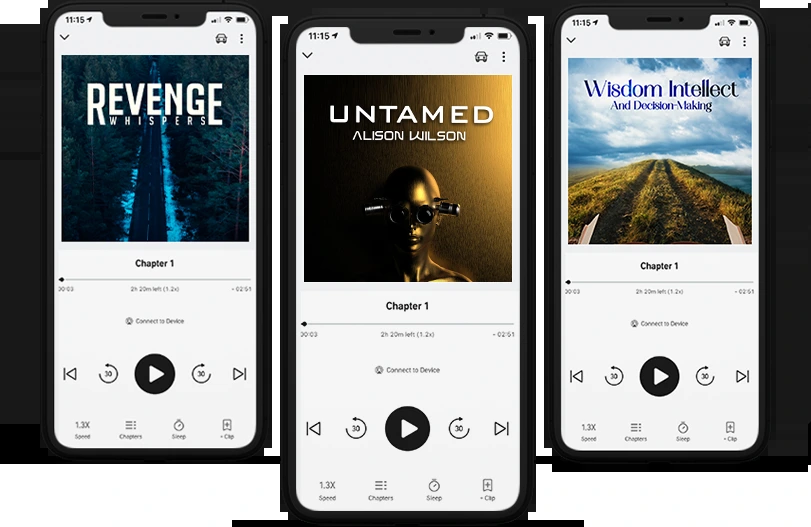 11:15
REVENGE
WHISPERS
Chapter 1
00:03
2h 20m left (1.2x)
- 02:51
Connect to Device
30
30
1.3X
Speed
Chapters
Sleep
+ Clip
11:15
UNTAMED
ALISON WILSON
Chapter 1
00:03
2h 20m left (1.2x)
- 02:51
Connect to Device
30
30
1.3X
Speed
Chapters
Sleep
+ Clip
11:15
Wisdom Intellect
And Decision-Making
Chapter 1
00:03
2h 20m left (1.2x)
- 02:51
Connect to Device
30
30
1.3X
Speed
Chapters
Sleep
+ Clip